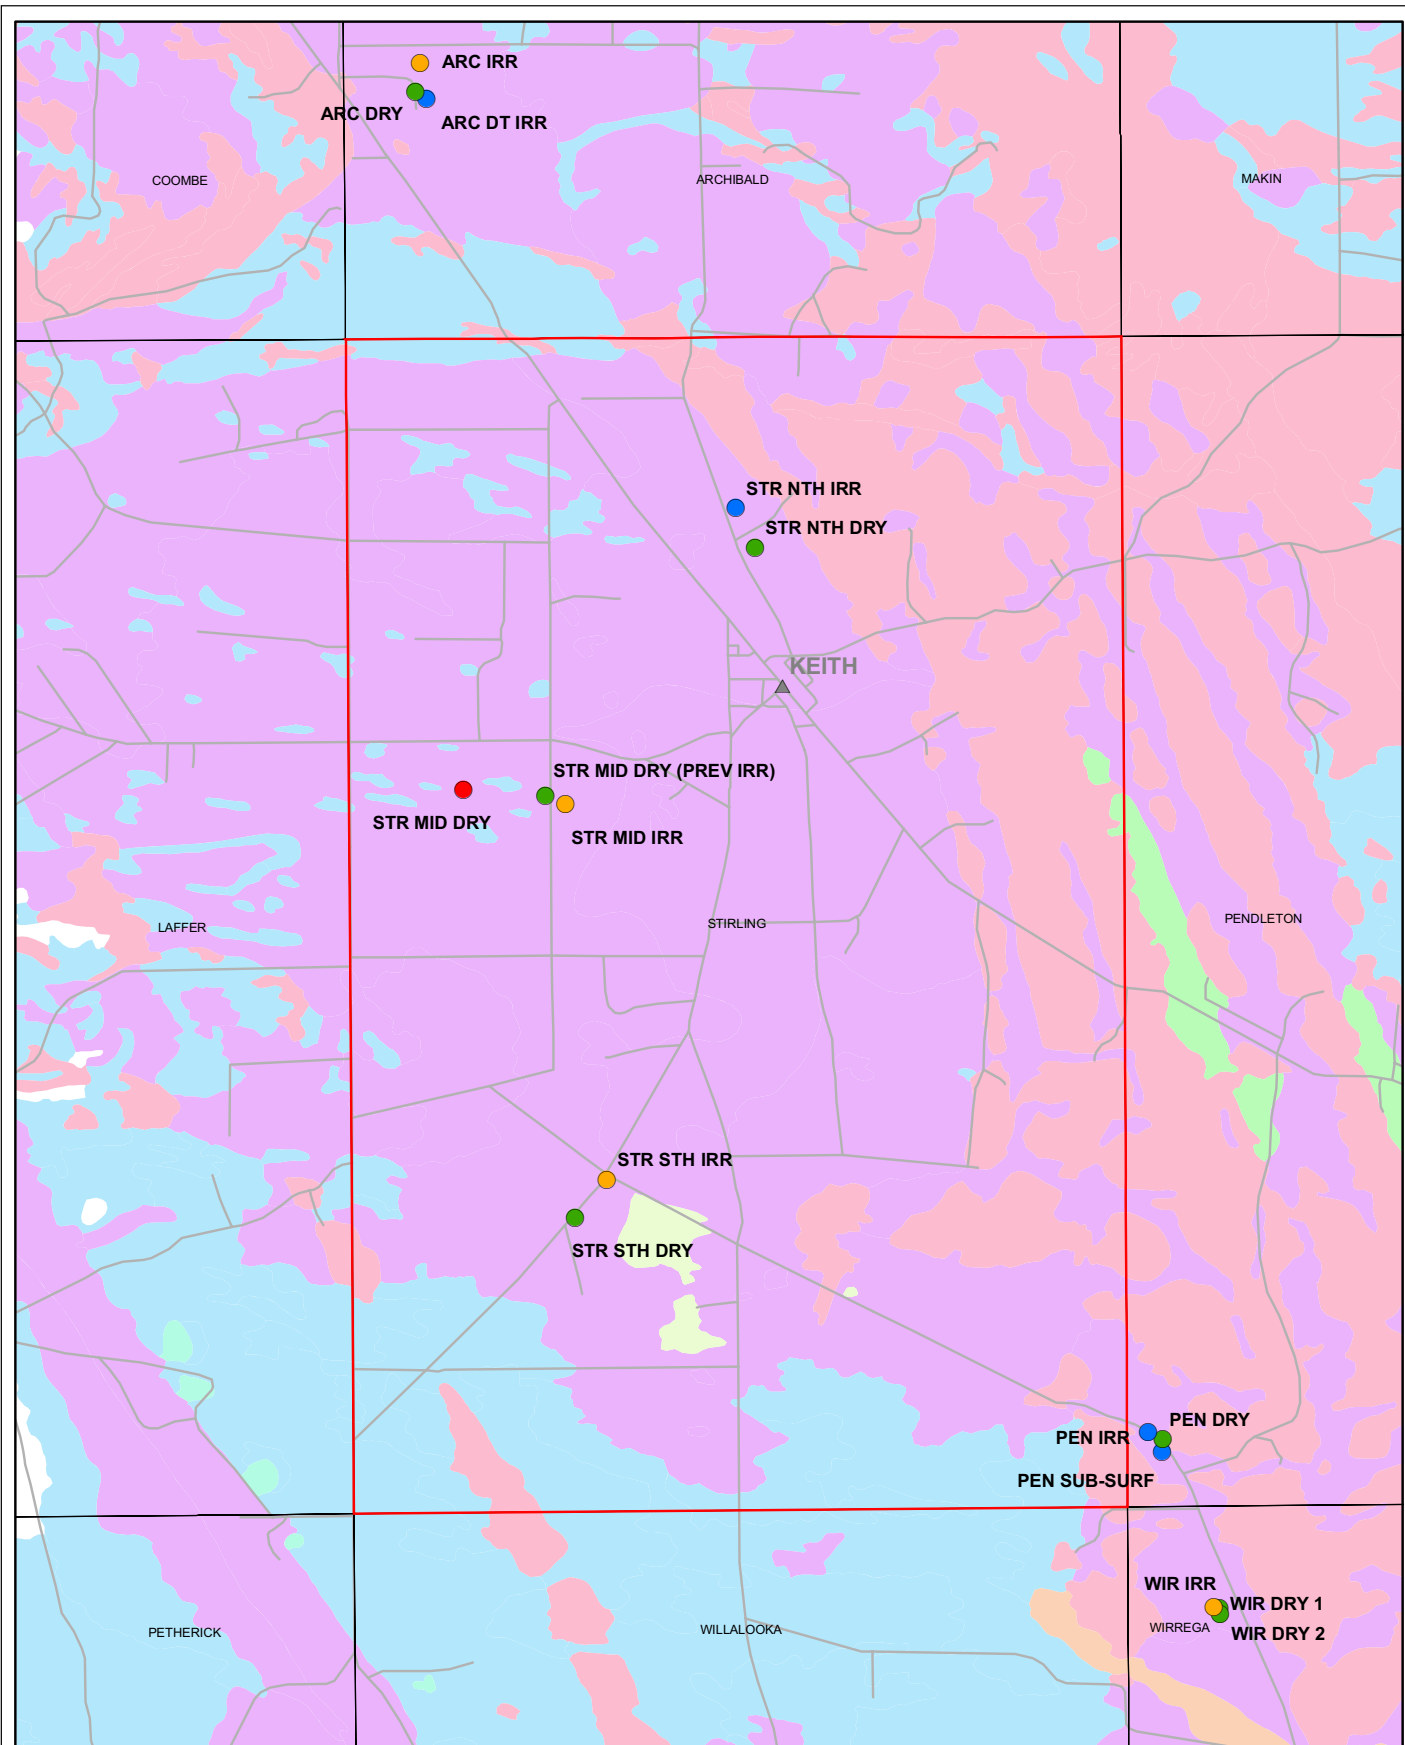 ARC IRR
ARC DRY
ARC DT IRR
COOMBE
ARCHIBALD
MAKIN
STR NTH IRR
STR NTH DRY
KEITH
STR MID DRY (PREV IRR)
STR MID DRY
STR MID IRR
LAFFER
STIRLING
PENDLETON
STR STH IRR
STR STH DRY
PEN DRY
PEN IRR
PEN SUB-SURF
WIR IRR
WIR DRY 1
WIRREGA
WIR DRY 2
PETHERICK
WILLALOOKA